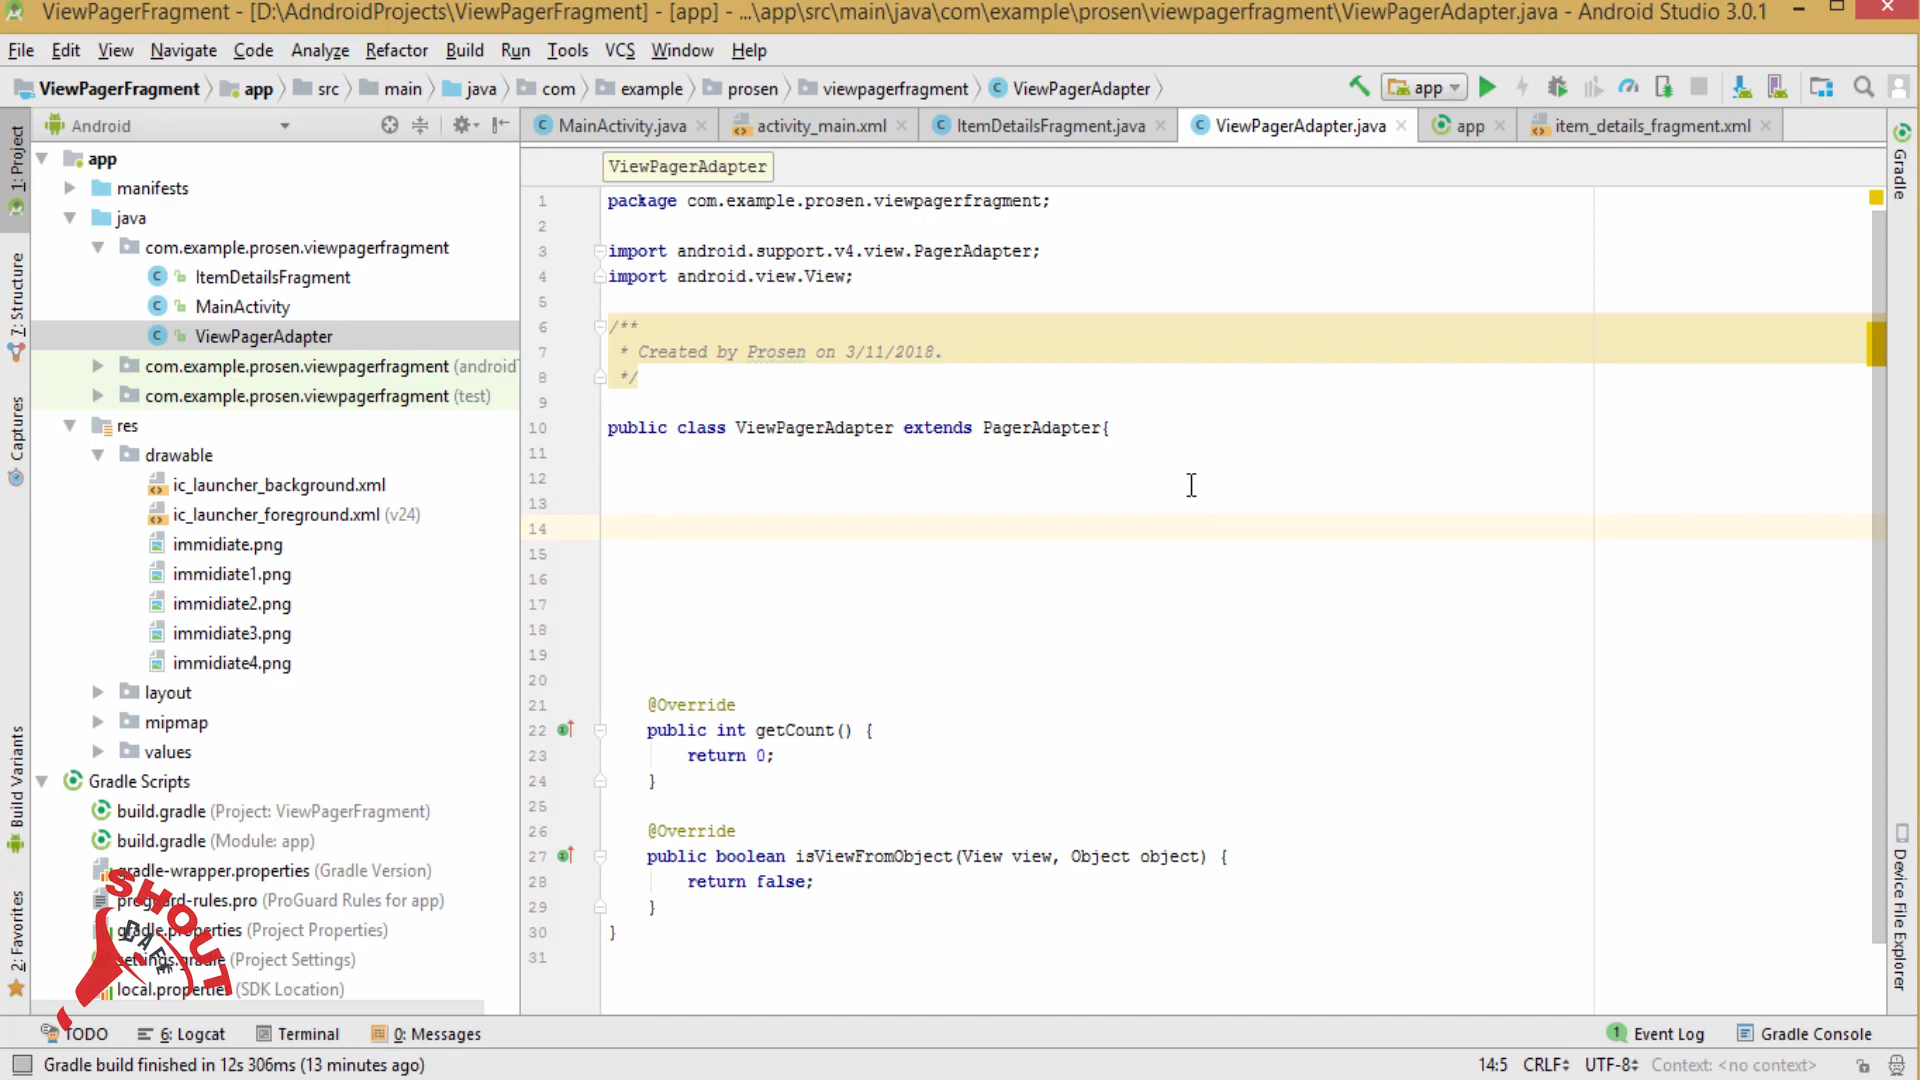 ViewPagerFragment - [D:\AdndroidProjects\ViewPagerFragment] - [app] - ...\app\src\main\java\com\example\prosen\viewpagerfragment\ViewPagerAdapter.java - Android Studio 3.0.1
File Edit View Navigate Code Analyze Refactor Build Run Tools VCS Window Help
ViewPagerFragment app src main java com example prosen viewpagerfragment ViewPagerAdapter app
Android
MainActivity.java activity_main.xml ItemDetailsFragment.java ViewPagerAdapter.java app item_details_fragment.xml
ViewPagerAdapter
1: Project
7: Structure
Captures
Build Variants
2: Favorites
app
manifests
java
com.example.prosen.viewpagerfragment
ItemDetailsFragment
MainActivity
ViewPagerAdapter
com.example.prosen.viewpagerfragment (android
com.example.prosen.viewpagerfragment (test)
res
drawable
ic_launcher_background.xml
ic_launcher_foreground.xml (v24)
immidiate.png
immidiate1.png
immidiate2.png
immidiate3.png
immidiate4.png
layout
mipmap
values
Gradle Scripts
build.gradle (Project: ViewPagerFragment)
build.gradle (Module: app)
gradle-wrapper.properties (Gradle Version)
proguard-rules.pro (ProGuard Rules for app)
gradle.properties (Project Properties)
settings.gradle (Project Settings)
local.properties (SDK Location)
SHOUT
1 package com.example.prosen.viewpagerfragment;
2
3 import android.support.v4.view.PagerAdapter;
4 import android.view.View;
5
6 /**
7 * Created by Prosen on 3/11/2018.
8 */
9
10 public class ViewPagerAdapter extends PagerAdapter{
11
12
13
14
15
16
17
18
19
20
21 @Override
22 public int getCount() {
23 return 0;
24 }
25
26 @Override
27 public boolean isViewFromObject(View view, Object object) {
28 return false;
29 }
30 }
31
Gradle
Device File Explorer
TODO 6: Logcat Terminal 0: Messages 1 Event Log Gradle Console
Gradle build finished in 12s 306ms (13 minutes ago) 14:5 CRLF UTF-8 Context: <no context>